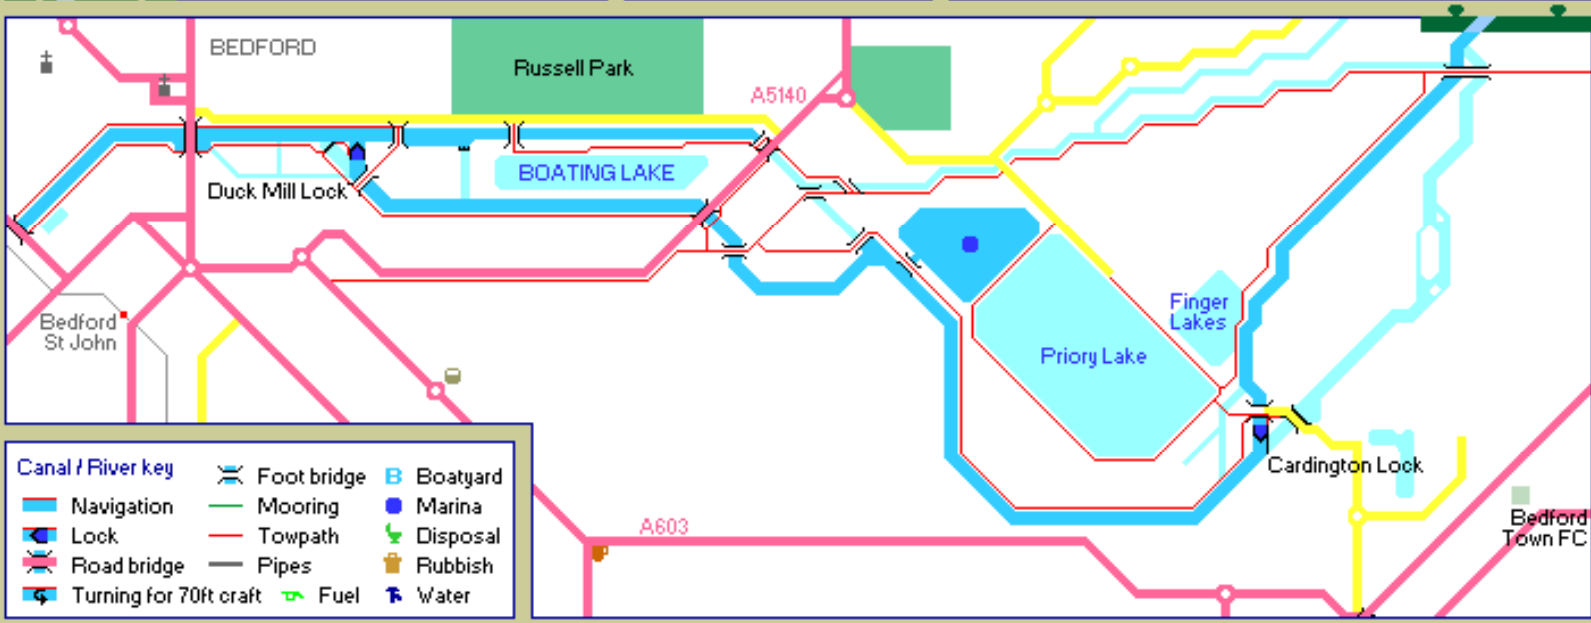 BEDFORD
Russell Park
A5140
BOATING LAKE
Duck Mill Lock
Bedford
St John
Finger
Lakes
Priory Lake
Cardington Lock
Bedford
Town FC
A603
Canal / River key
Navigation
Lock
Road bridge
Turning for 70ft craft
Foot bridge
Mooring
Towpath
Pipes
Fuel
B Boatyard
Marina
Disposal
Rubbish
Water